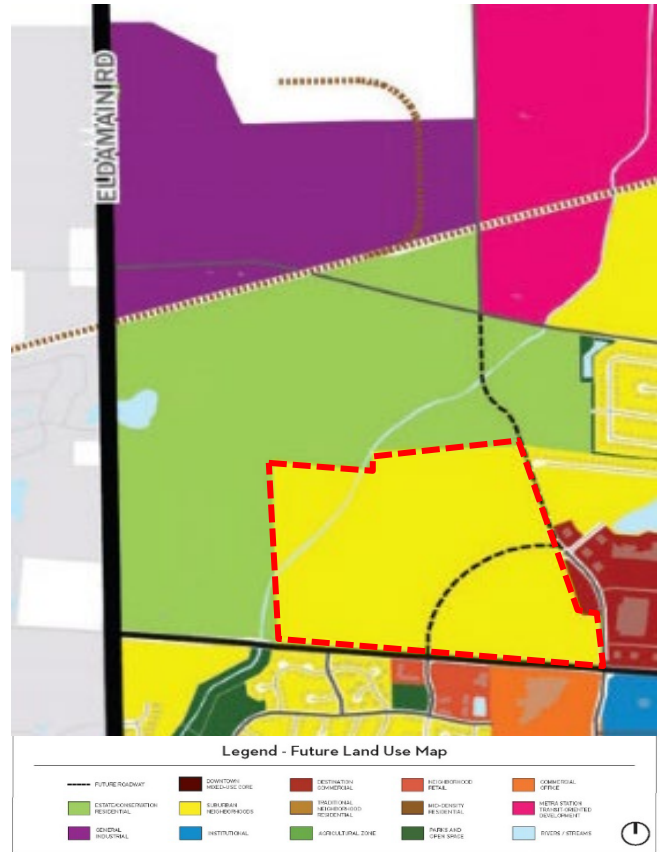 ELDAMAIN RD
Legend - Future Land Use Map
FUTURE ROADWAY
DOWNTOWN
MIXED-USE CORE
DESTINATION
COMMERCIAL
NEIGHBORHOOD
RETAIL
COMMERCIAL
OFFICE
ESTATE/CONSERVATION
RESIDENTIAL
SUBURBAN
NEIGHBORHOODS
TRADITIONAL
NEIGHBORHOOD
RESIDENTIAL
MID-DENSITY
RESIDENTIAL
METRA STATION
TRANSIT-ORIENTED
DEVELOPMENT
GENERAL
INDUSTRIAL
INSTITUTIONAL
AGRICULTURAL ZONE
PARKS AND
OPEN SPACE
RIVERS / STREAMS